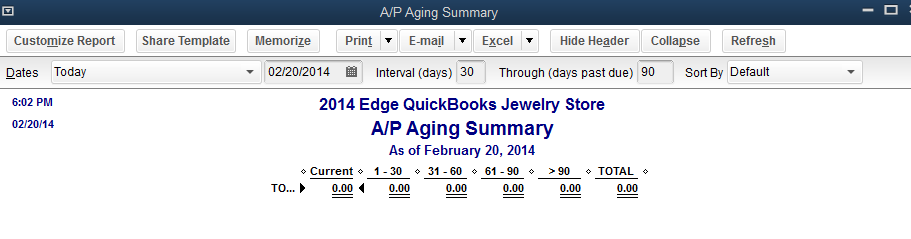 A/P Aging Summary
Customize Report Share Template Memorize Print E-mail Excel Hide Header Collapse Refresh
Dates Today 02/20/2014 Interval (days) 30 Through (days past due) 90 Sort By Default
6:02 PM
2014 Edge QuickBooks Jewelry Store
02/20/14
A/P Aging Summary
As of February 20, 2014
Current 1 - 30 31 - 60 61 - 90 > 90 TOTAL
TO... 0.00 0.00 0.00 0.00 0.00 0.00